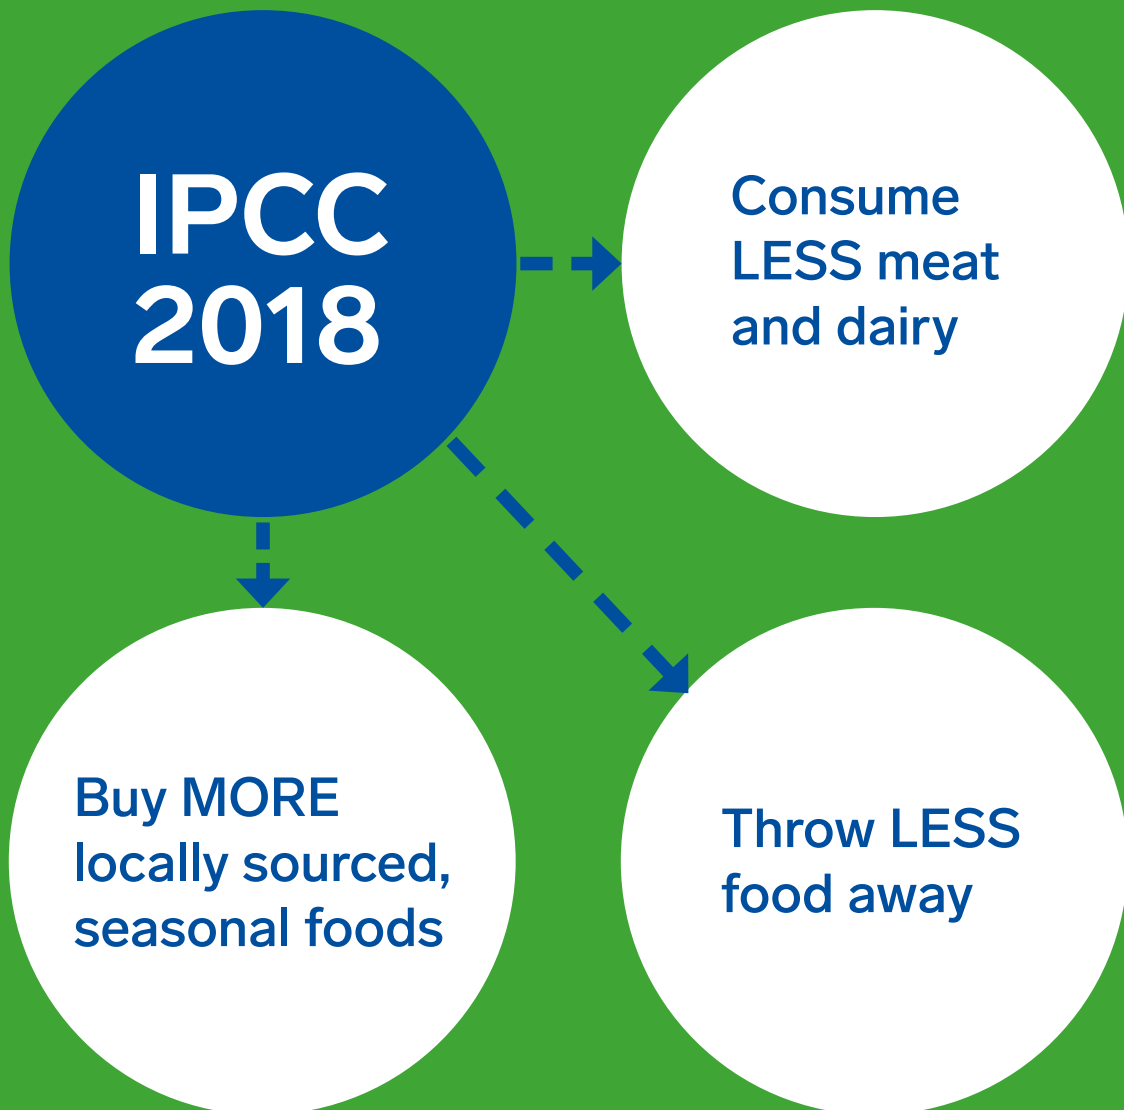 IPCC
2018
Consume
LESS meat
and dairy
Buy MORE
locally sourced,
seasonal foods
Throw LESS
food away